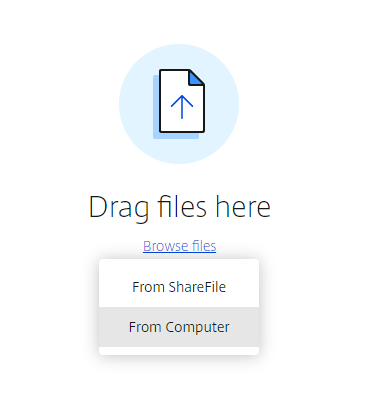 Drag files here
Browse files
From ShareFile
From Computer